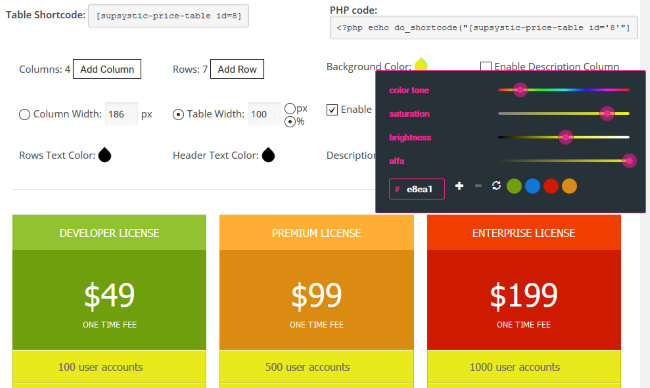 Table Shortcode: [supsystic-price-table id=8]
PHP code:
<?php echo do_shortcode("[supsystic-price-table id='8'"]
Columns: 4 Add Column Rows: 7 Add Row Background Color: Enable Description Column
Column Width: 186 px Table Width: 100 px % Enable
Rows Text Color: Header Text Color:
color tone
saturation
brightness
alfa
# e8ea1
DEVELOPER LICENSE PREMIUM LICENSE ENTERPRISE LICENSE
$49 $99 $199
ONE TIME FEE ONE TIME FEE ONE TIME FEE
100 user accounts 500 user accounts 1000 user accounts